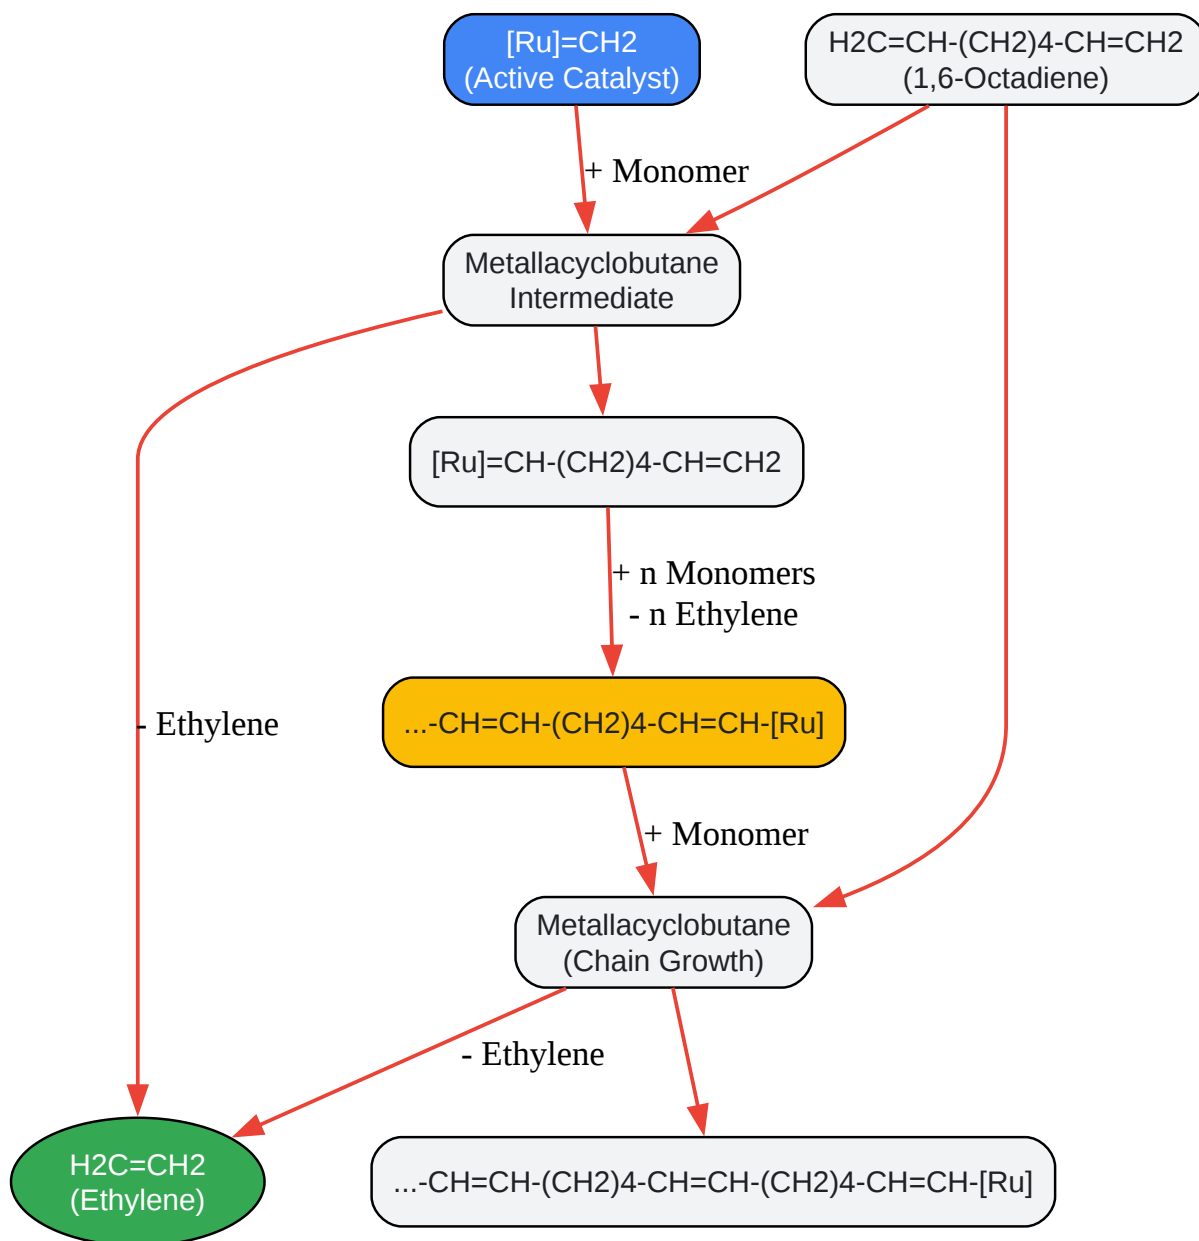 [Ru]=CH2
(Active Catalyst)
H2C=CH-(CH2)4-CH=CH2
(1,6-Octadiene)
+ Monomer
Metallacyclobutane
Intermediate
[Ru]=CH-(CH2)4-CH=CH2
+ n Monomers
- n Ethylene
...-CH=CH-(CH2)4-CH=CH-[Ru]
- Ethylene
+ Monomer
Metallacyclobutane
(Chain Growth)
- Ethylene
H2C=CH2
(Ethylene)
...-CH=CH-(CH2)4-CH=CH-(CH2)4-CH=CH-[Ru]